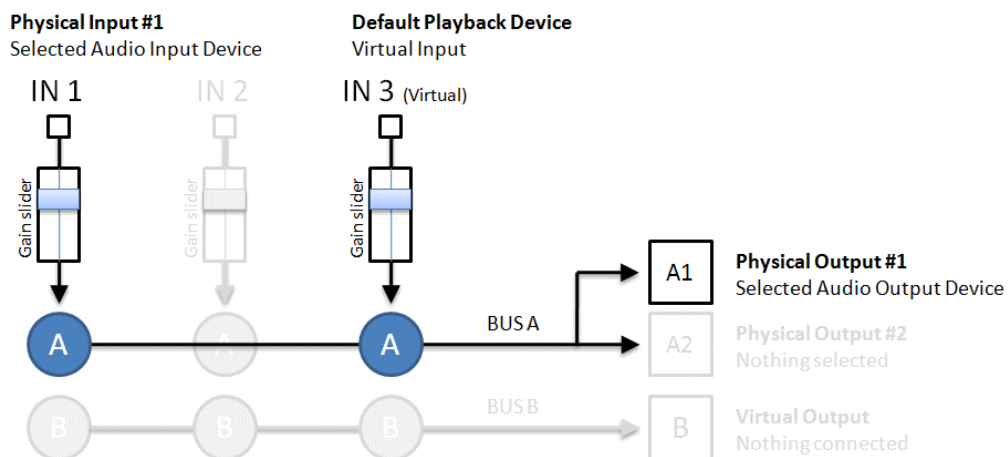 Physical Input #1
Selected Audio Input Device
Default Playback Device
Virtual Input
IN 1
IN 2
IN 3 (Virtual)
Gain slider
Gain slider
Gain slider
A1
Physical Output #1
Selected Audio Output Device
A
A
A
BUS A
A2
Physical Output #2
Nothing selected
B
B
B
BUS B
B
Virtual Output
Nothing connected